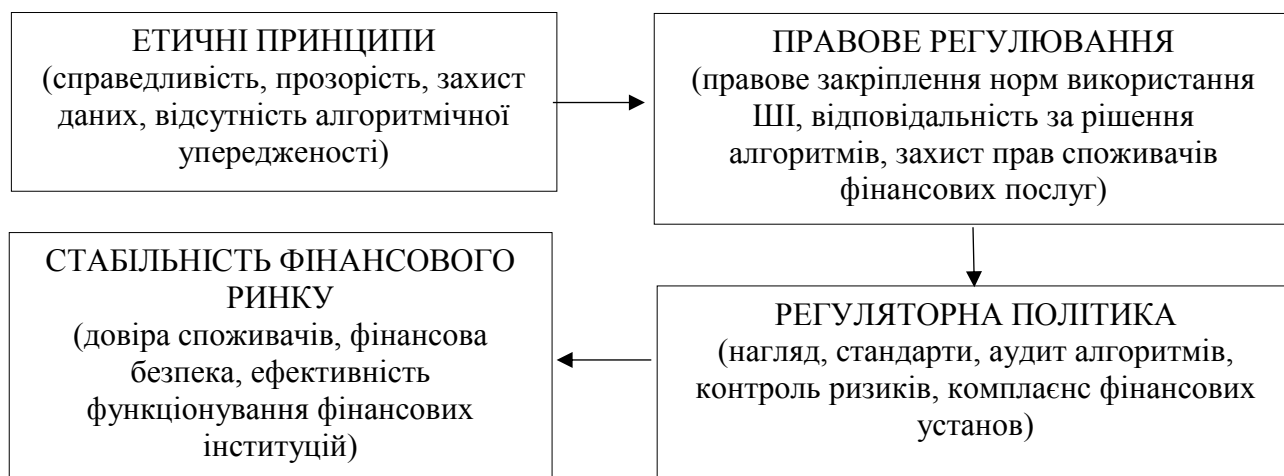 ЕТИЧНІ ПРИНЦИПИ
(справедливість, прозорість, захист
даних, відсутність алгоритмічної
упередженості)
ПРАВОВЕ РЕГУЛЮВАННЯ
(правове закріплення норм використання
ШІ, відповідальність за рішення
алгоритмів, захист прав споживачів
фінансових послуг)
РЕГУЛЯТОРНА ПОЛІТИКА
(нагляд, стандарти, аудит алгоритмів,
контроль ризиків, комплаєнс фінансових
установ)
СТАБІЛЬНІСТЬ ФІНАНСОВОГО
РИНКУ
(довіра споживачів, фінансова
безпека, ефективність
функціонування фінансових
інституцій)